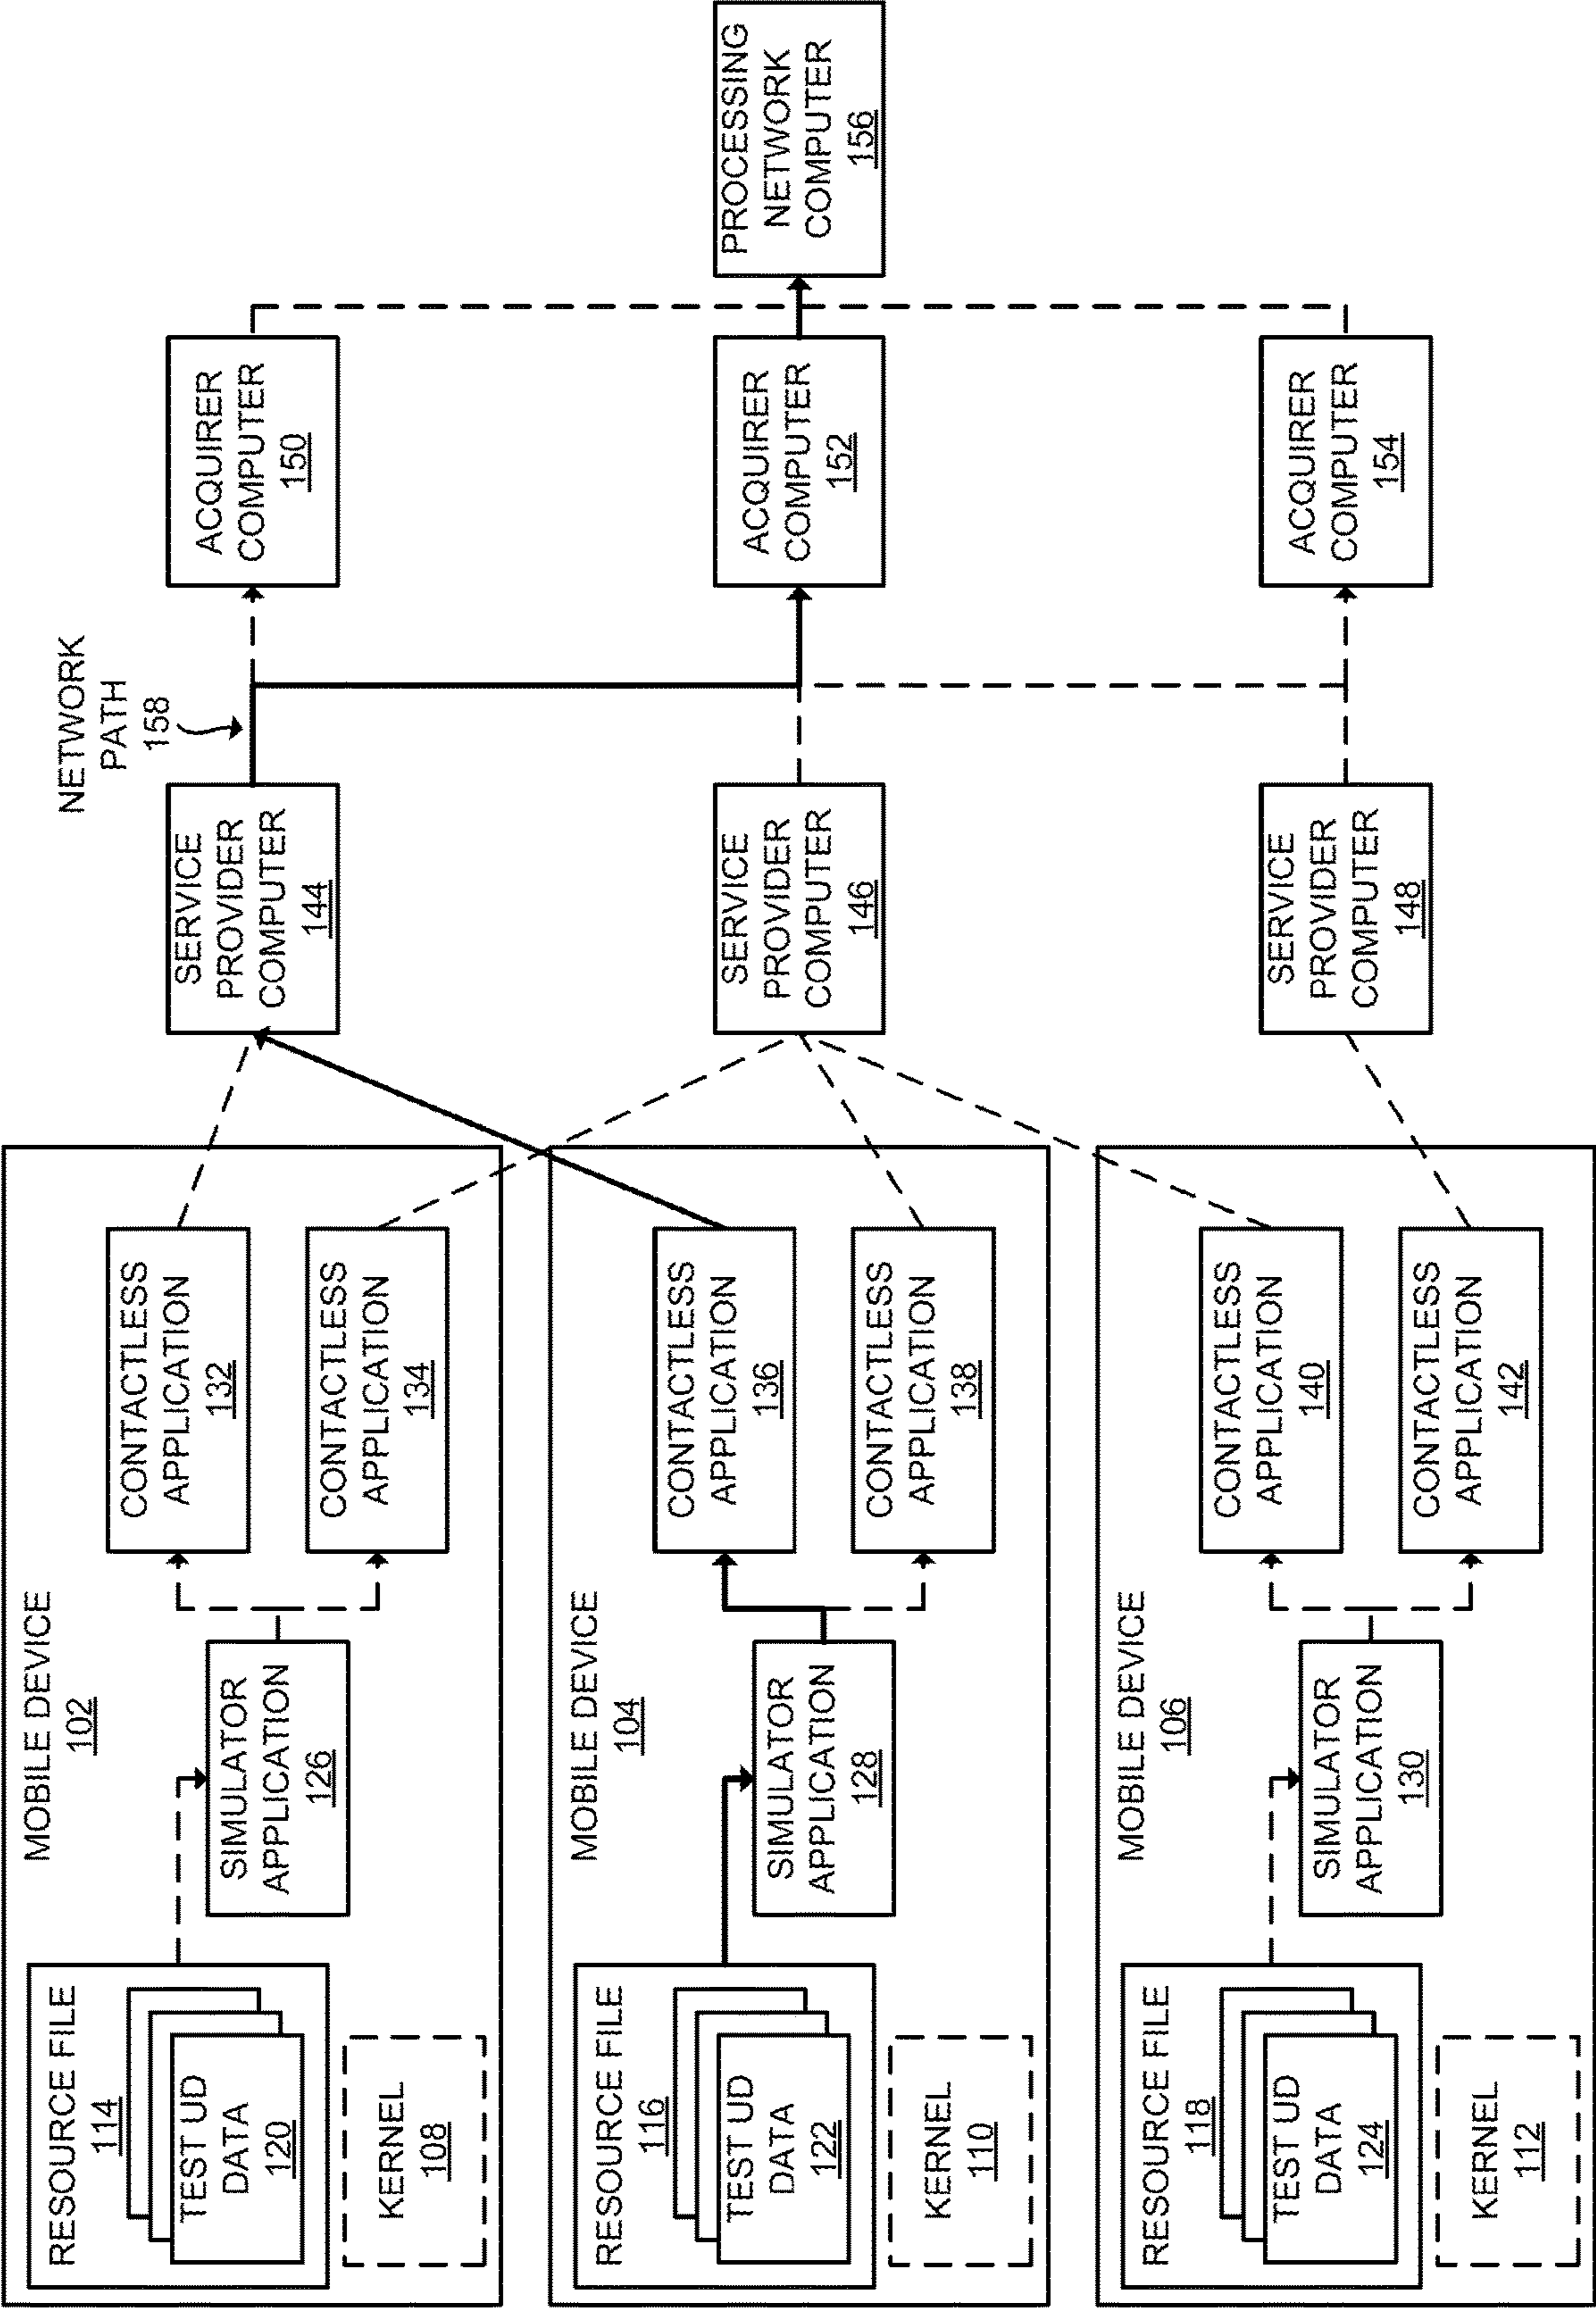 MOBILE DEVICE
102
RESOURCE FILE
114
TEST UD
DATA
120
KERNEL
108
SIMULATOR
APPLICATION
126
CONTACTLESS
APPLICATION
132
CONTACTLESS
APPLICATION
134
MOBILE DEVICE
104
RESOURCE FILE
116
TEST UD
DATA
122
KERNEL
110
SIMULATOR
APPLICATION
128
CONTACTLESS
APPLICATION
136
CONTACTLESS
APPLICATION
138
MOBILE DEVICE
106
RESOURCE FILE
118
TEST UD
DATA
124
KERNEL
112
SIMULATOR
APPLICATION
130
CONTACTLESS
APPLICATION
140
CONTACTLESS
APPLICATION
142
SERVICE
PROVIDER
COMPUTER
144
SERVICE
PROVIDER
COMPUTER
146
SERVICE
PROVIDER
COMPUTER
148
NETWORK
PATH
158
ACQUIRER
COMPUTER
150
ACQUIRER
COMPUTER
152
ACQUIRER
COMPUTER
154
PROCESSING
NETWORK
COMPUTER
156